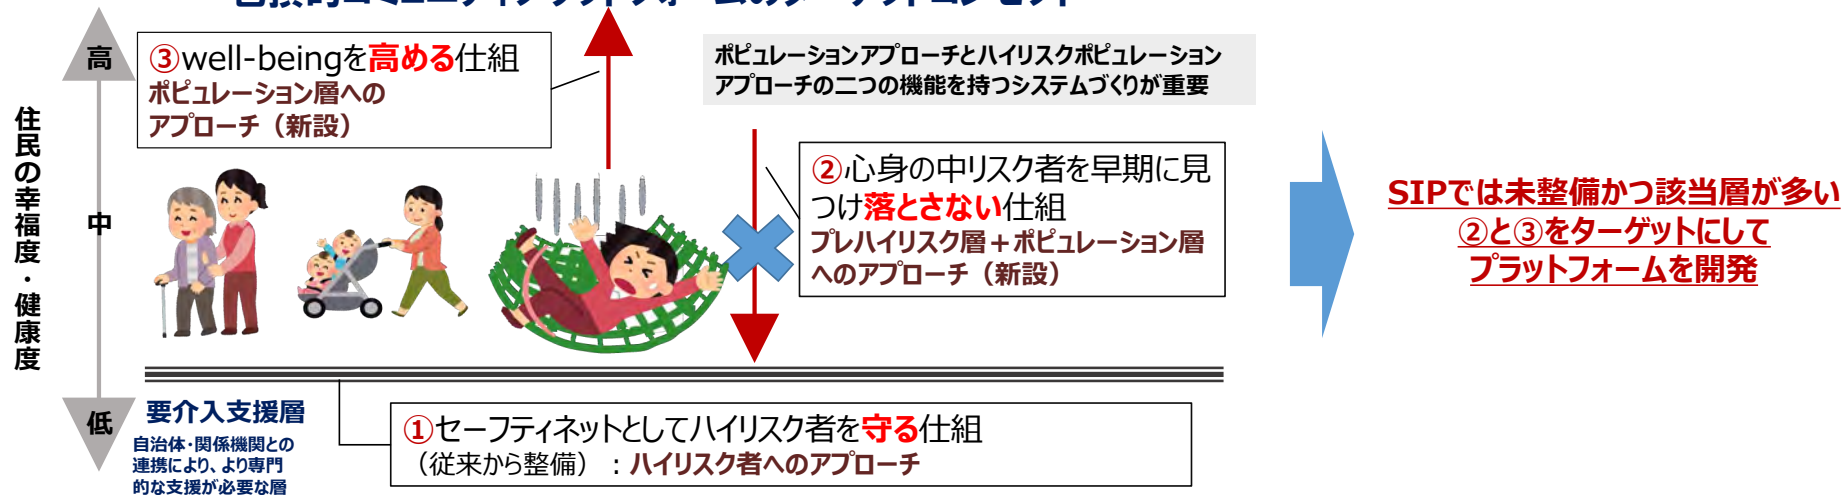 高
③well-beingを高める仕組
ポピュレーション層への
アプローチ（新設）
ポピュレーションアプローチとハイリスクポピュレーション
アプローチの二つの機能を持つシステムづくりが重要
住民の幸福度・健康度
中
②心身の中リスク者を早期に見
つけ落とさない仕組
プレハイリスク層＋ポピュレーション層
へのアプローチ（新設）
SIPでは未整備かつ該当層が多い
②と③をターゲットにして
プラットフォームを開発
低
要介入支援層
自治体・関係機関との
連携により、より専門
的な支援が必要な層
①セーフティネットとしてハイリスク者を守る仕組
（従来から整備）：ハイリスク者へのアプローチ